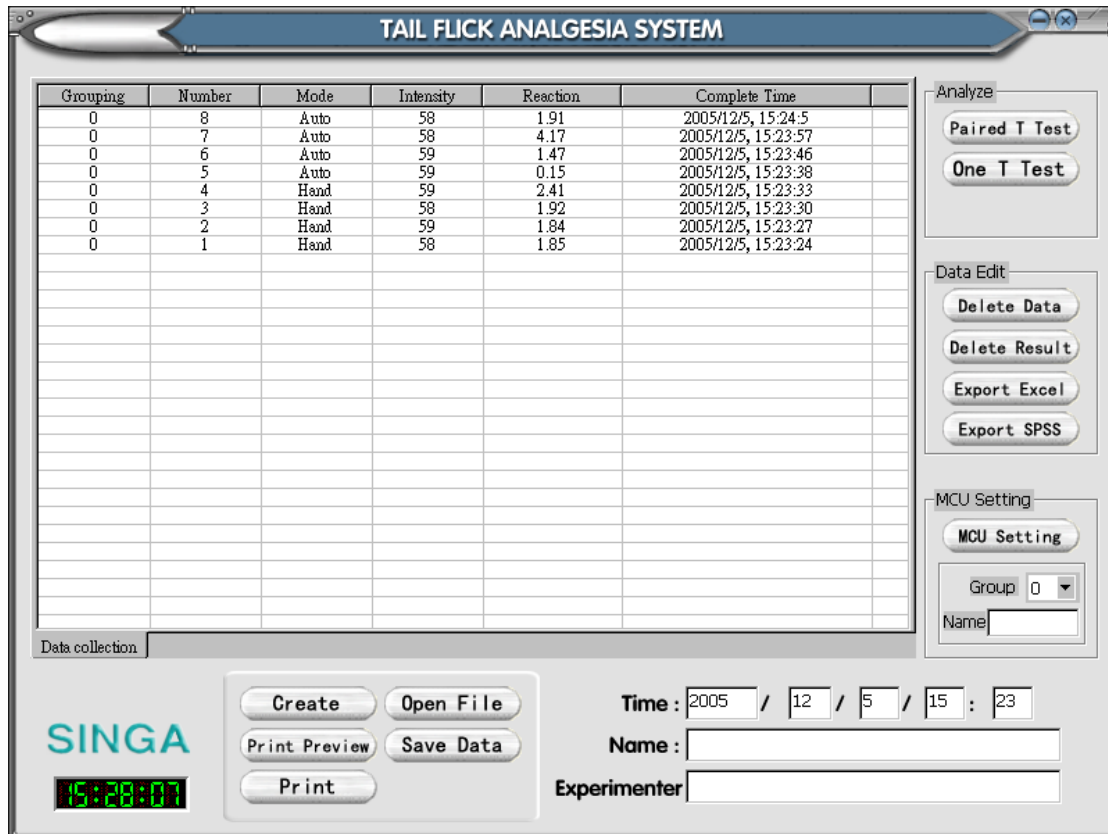 TAIL FLICK ANALGESIA SYSTEM
Grouping Number Mode Intensity Reaction Complete Time
0 8 Auto 58 1.91 2005/12/5, 15:24:5
0 7 Auto 58 4.17 2005/12/5, 15:23:57
0 6 Auto 59 1.47 2005/12/5, 15:23:46
0 5 Auto 59 0.15 2005/12/5, 15:23:38
0 4 Hand 59 2.41 2005/12/5, 15:23:33
0 3 Hand 58 1.92 2005/12/5, 15:23:30
0 2 Hand 59 1.84 2005/12/5, 15:23:27
0 1 Hand 58 1.85 2005/12/5, 15:23:24
Data collection
Analyze
Paired T Test
One T Test
Data Edit
Delete Data
Delete Result
Export Excel
Export SPSS
MCU Setting
MCU Setting
Group 0
Name
SINGA
15:28:07
Create Open File
Print Preview Save Data
Print
Time : 2005 / 12 / 5 / 15 : 23
Name :
Experimenter